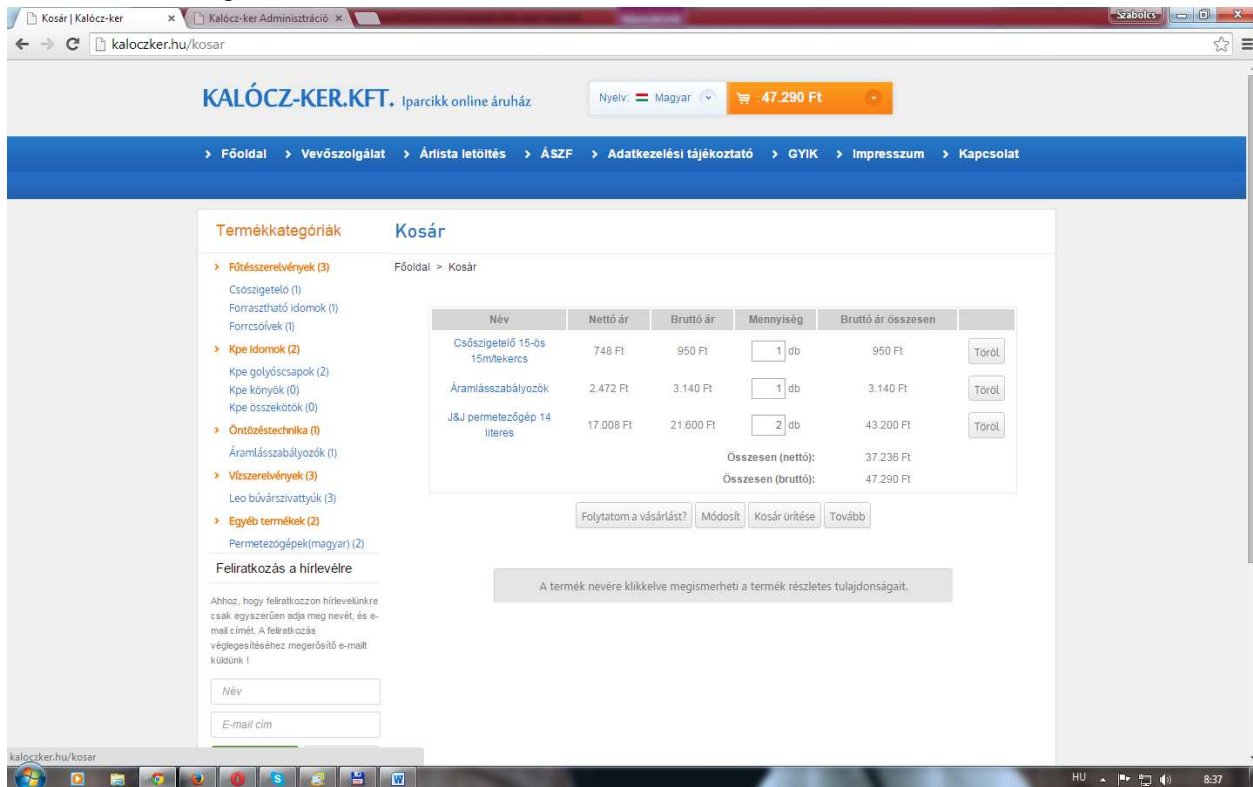 Kosár | Kalócz-ker
Kalócz-ker Adminisztráció
Szabolcs
kaloczker.hu/kosar
KALÓCZ-KER.KFT. Iparcikk online áruház
Nyelv: Magyar
: 47.290 Ft
Főoldal
Vevőszolgálat
Árlista letöltés
ÁSZF
Adatkezelési tájékoztató
GYIK
Impresszum
Kapcsolat
Termékkategóriák
Fűtésszerelvények (3)
Csőszigetelő (1)
Forrasztható idomok (1)
Forrcsőívek (1)
Kpe Idomok (2)
Kpe golyóscsapok (2)
Kpe könyök (0)
Kpe összekötők (0)
Öntözéstechnika (1)
Áramlásszabályozók (1)
Vízszerelvények (3)
Leo búvárszivattyúk (3)
Egyéb termékek (2)
Permetezőgépek(magyar) (2)
Feliratkozás a hírlevélre
Ahhoz, hogy feliratkozzon hírlevelünkre
csak egyszerűen adja meg nevét, és e-
mail címét. A feliratkozás
véglegesítéséhez megerősítő e-mailt
küldünk !
Név
E-mail cím
Kosár
Főoldal > Kosár
Név Nettó ár Bruttó ár Mennyiség Bruttó ár összesen
Csőszigetelő 15-ös
15m/tekercs
748 Ft 950 Ft 1 db 950 Ft Töröl
Áramlásszabályozók 2.472 Ft 3.140 Ft 1 db 3.140 Ft Töröl
J&J permetezőgép 14
literes
17.008 Ft 21.600 Ft 2 db 43.200 Ft Töröl
Összesen (nettó): 37.236 Ft
Összesen (bruttó): 47.290 Ft
Folytatom a vásárlást? Módosít Kosár ürítése Tovább
A termék nevére klikkelve megismerheti a termék részletes tulajdonságait.
kaloczker.hu/kosar
HU
8:37